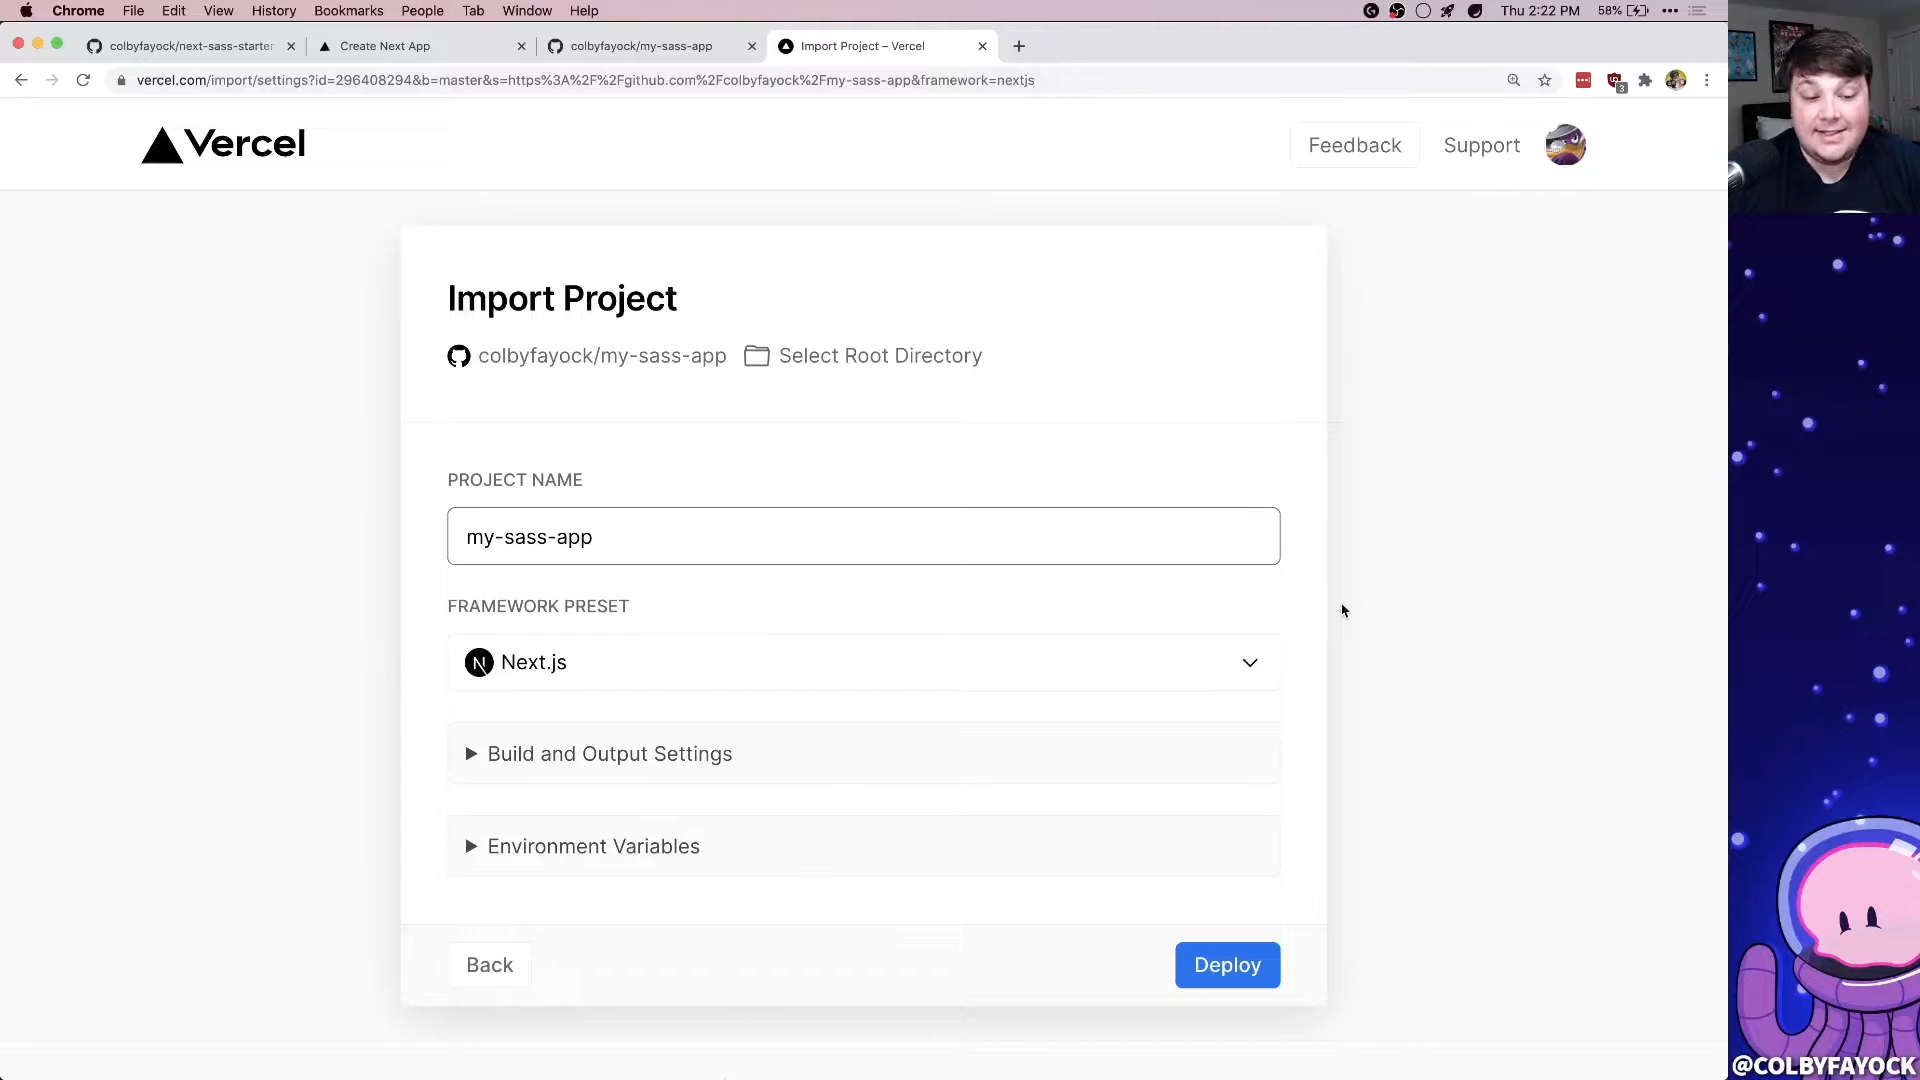 Chrome File Edit View History Bookmarks People Tab Window Help Thu 2:22 PM 58%
colbyfayock/next-sass-starter Create Next App colbyfayock/my-sass-app Import Project – Vercel
vercel.com/import/settings?id=296408294&b=master&s=https%3A%2F%2Fgithub.com%2Fcolbyfayock%2Fmy-sass-app&framework=nextjs
3
Vercel
Feedback Support
Import Project
colbyfayock/my-sass-app Select Root Directory
PROJECT NAME
my-sass-app
FRAMEWORK PRESET
N Next.js
Build and Output Settings
Environment Variables
Back Deploy
@COLBYFAYOCK